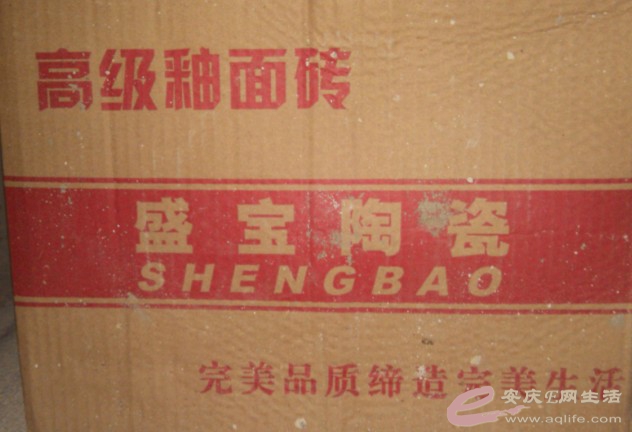 高级釉面砖
盛宝陶瓷
SHENGBAO
完美品质缔造完美生活
安庆E网生活
www.aqlife.com